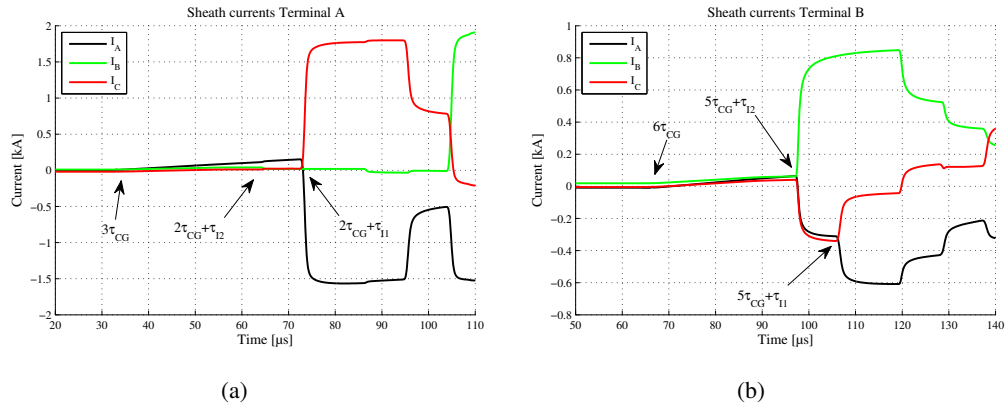 Sheath currents Terminal A
I_A
I_B
I_C
Current [kA]
2
1.5
1
0.5
0
−0.5
−1
−1.5
−2
3τ_CG
2τ_CG+τ_I2
2τ_CG+τ_I1
20 30 40 50 60 70 80 90 100 110
Time [μs]
(a)
Sheath currents Terminal B
I_A
I_B
I_C
Current [kA]
1
0.8
0.6
0.4
0.2
0
−0.2
−0.4
−0.6
−0.8
6τ_CG
5τ_CG+τ_I2
5τ_CG+τ_I1
50 60 70 80 90 100 110 120 130 140
Time [μs]
(b)